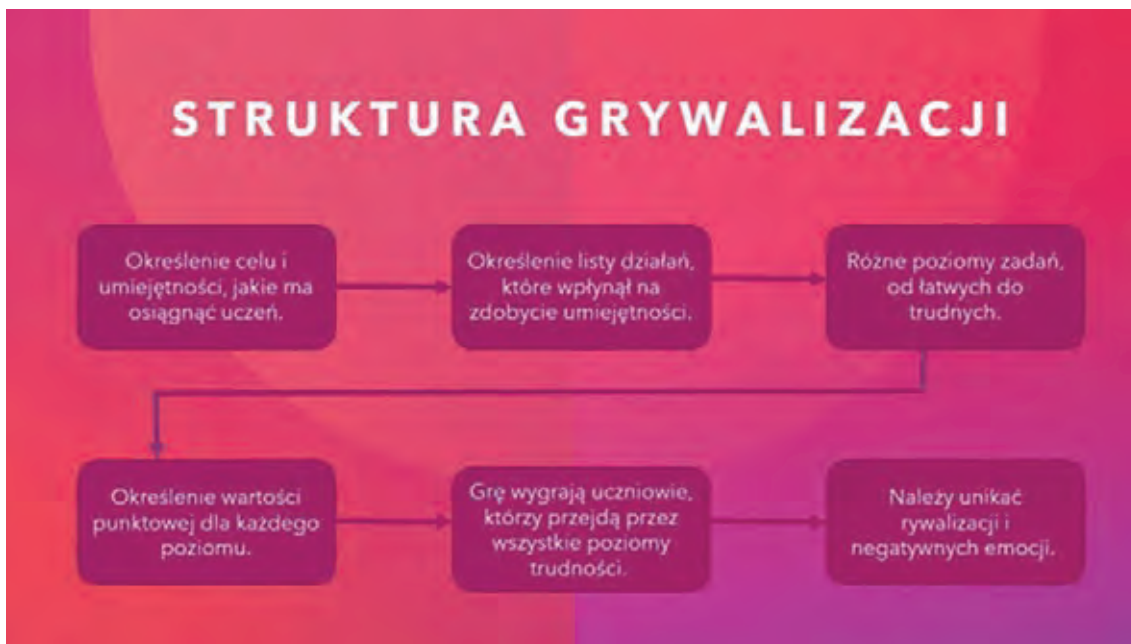 STRUKTURA GRYWALIZACJI
Określenie celu i
umiejętności, jakie ma
osiągnąć uczeń.
Określenie listy działań,
które wpłynął na
zdobycie umiejętności.
Różne poziomy zadań,
od łatwych do
trudnych.
Określenie wartości
punktowej dla każdego
poziomu.
Grę wygrają uczniowie,
którzy przejdą przez
wszystkie poziomy
trudności.
Należy unikać
rywalizacji i
negatywnych emocji.